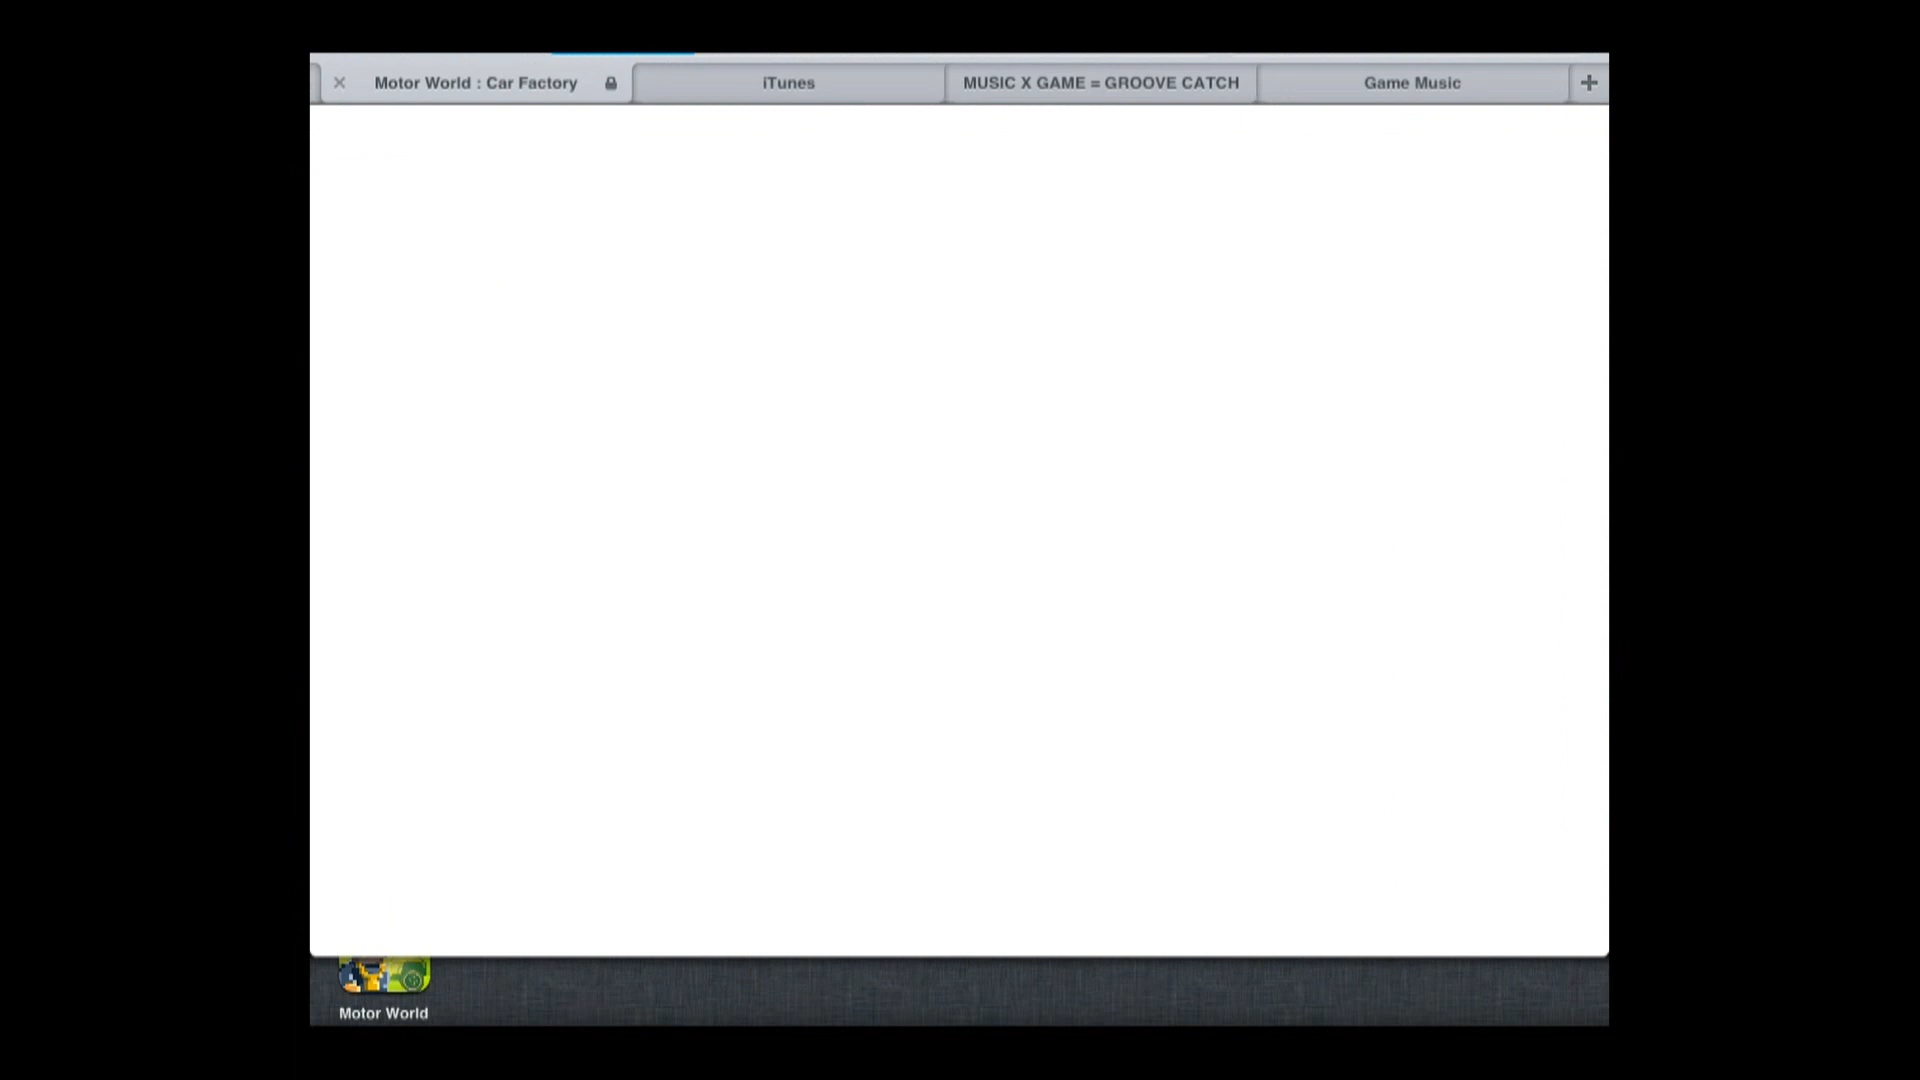 Motor World : Car Factory
iTunes
MUSIC X GAME = GROOVE CATCH
Game Music
Motor World